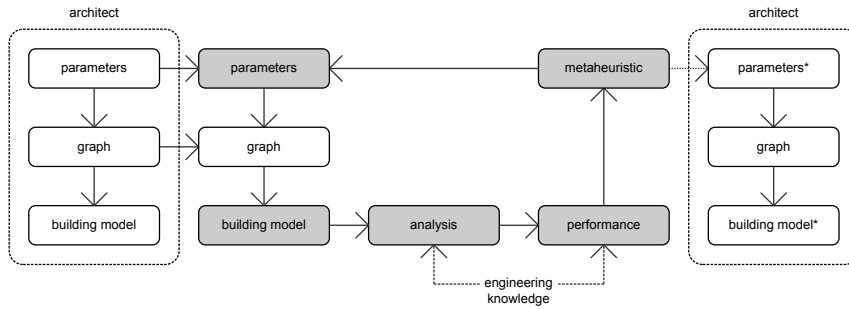 architect
architect
parameters
parameters
metaheuristic
parameters*
graph
graph
graph
building model
building model
analysis
performance
building model*
engineering
knowledge